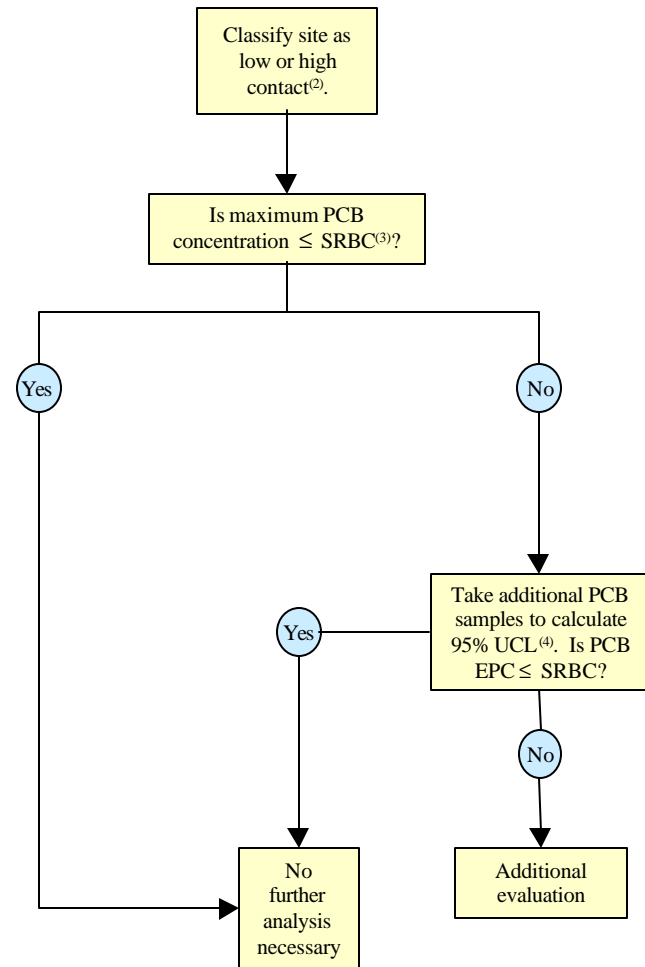 Classify site as
low or high
contact(2).
Is maximum PCB
concentration ≤ SRBC(3)?
Yes
No
Take additional PCB
samples to calculate
95% UCL(4). Is PCB
EPC ≤ SRBC?
Yes
No
No
further
analysis
necessary
Additional
evaluation